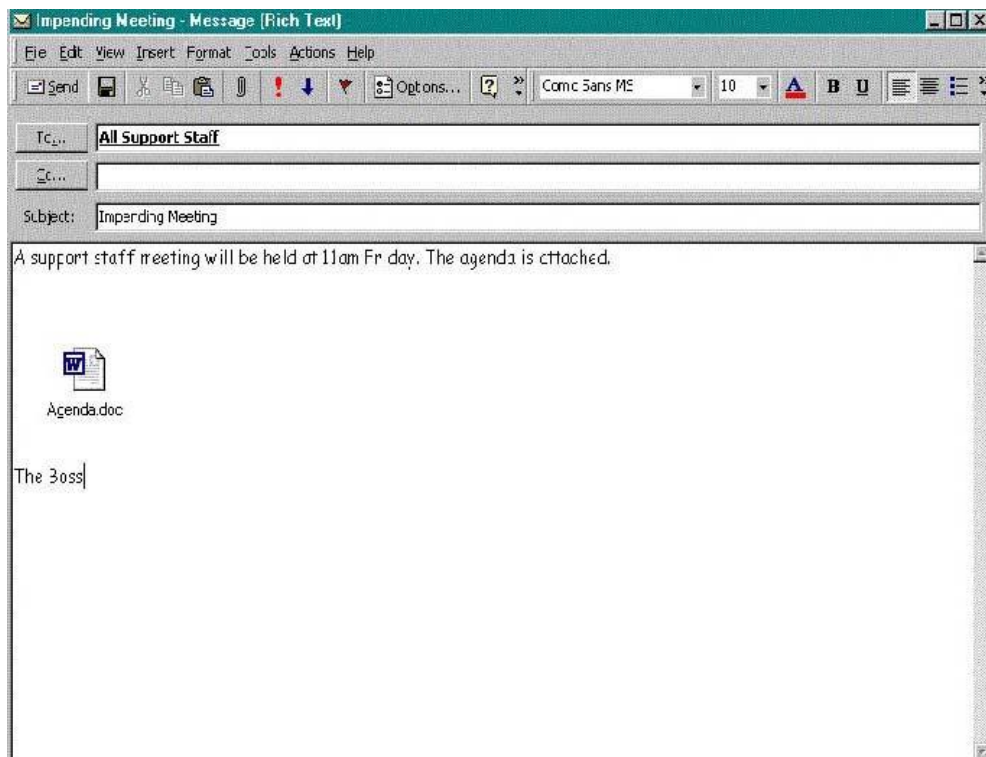 Impending Meeting - Message (Rich Text)
File Edit View Insert Format Tools Actions Help
Send Options... Comic Sans MS 10 A B U
To... All Support Staff
Cc...
Subject: Impending Meeting
A support staff meeting will be held at 11am Friday. The agenda is attached.
W
Agenda.doc
The Boss